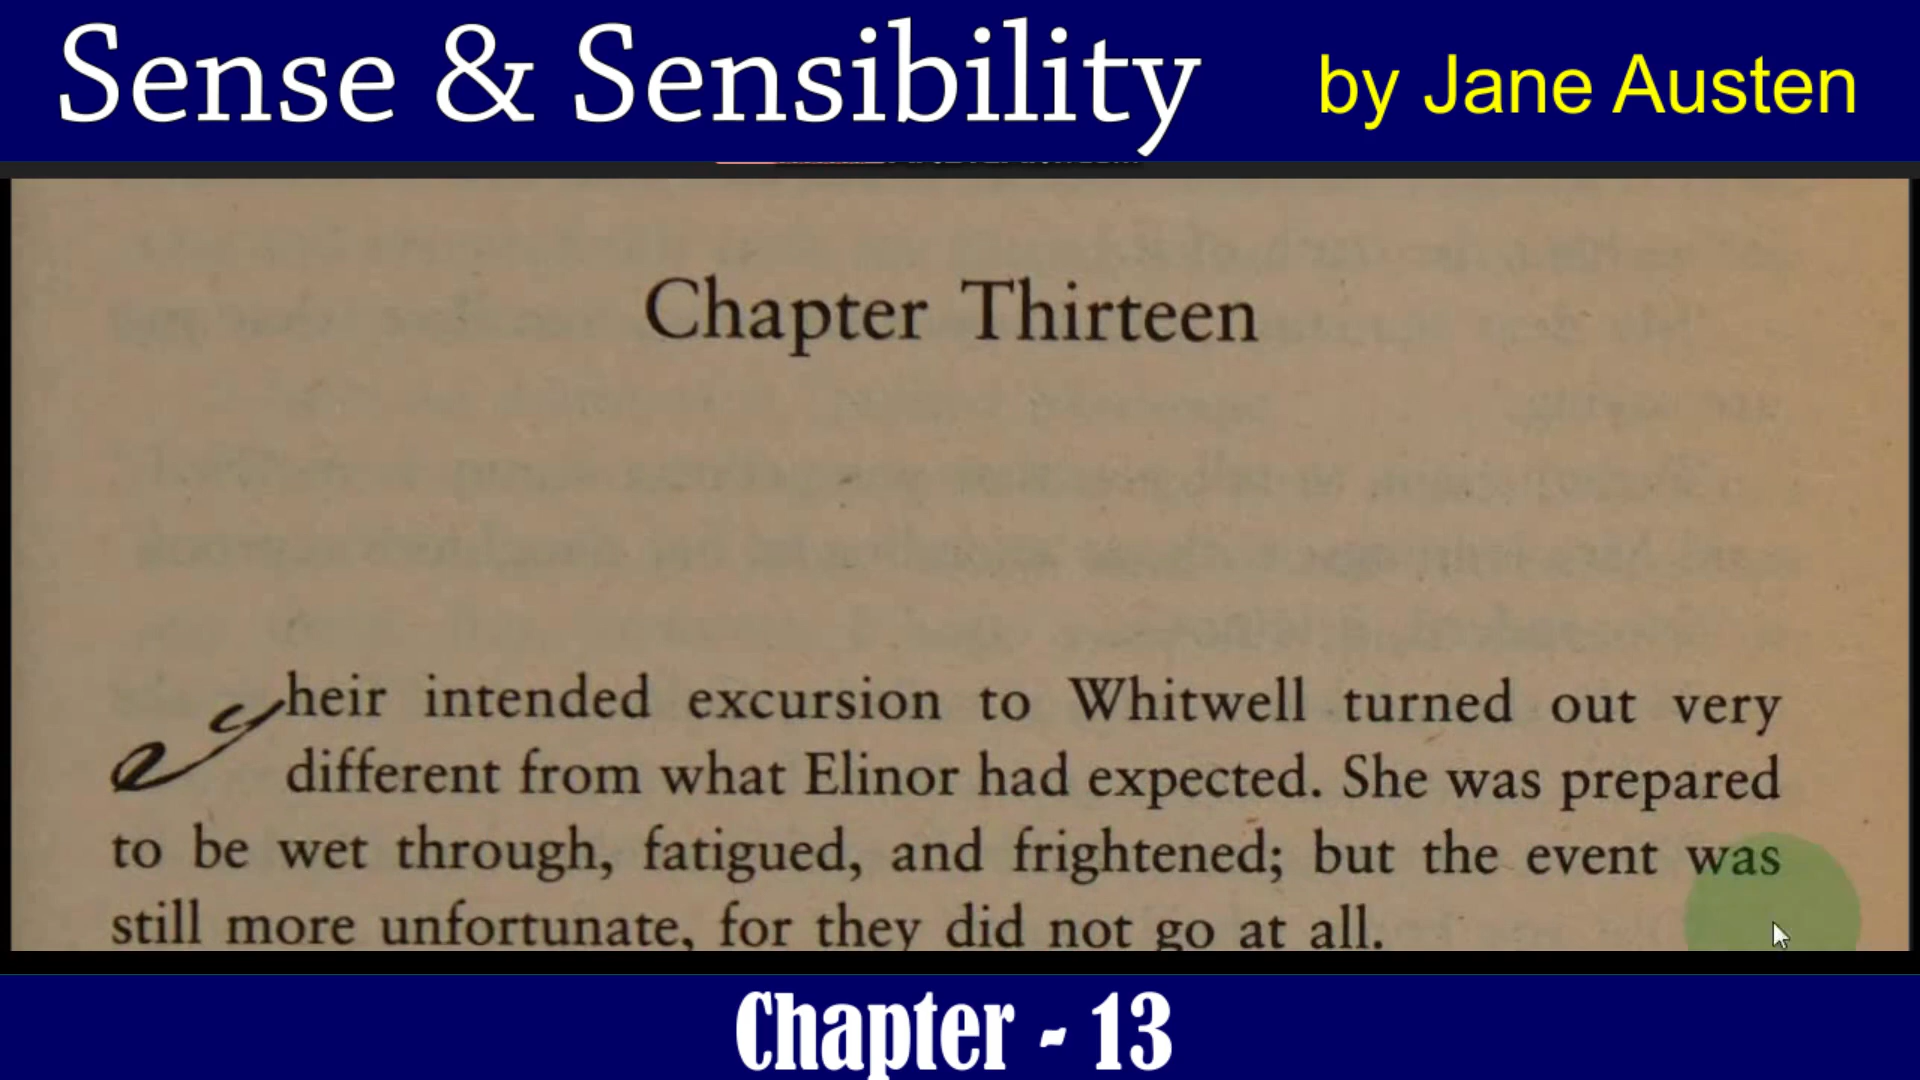 Sense & Sensibility by Jane Austen
Chapter Thirteen
heir intended excursion to Whitwell turned out very
different from what Elinor had expected. She was prepared
to be wet through, fatigued, and frightened; but the event was
still more unfortunate, for they did not go at all.
Chapter - 13